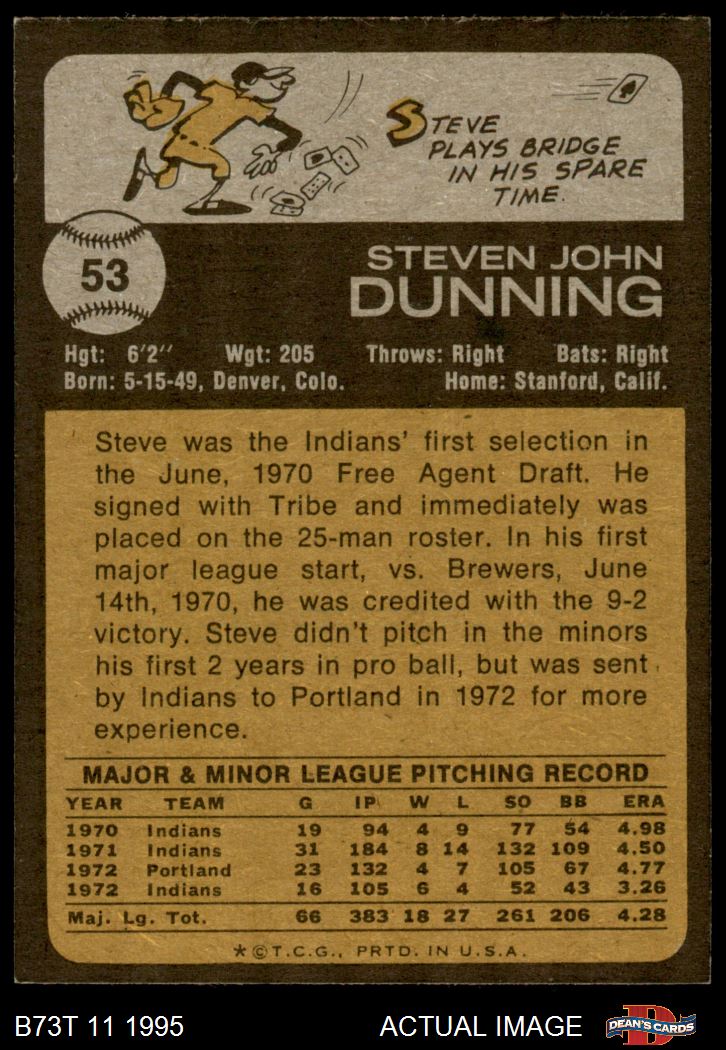 STEVE
PLAYS BRIDGE
IN HIS SPARE
TIME.
53
STEVEN JOHN
DUNNING
Hgt: 6'2" Wgt: 205 Throws: Right Bats: Right
Born: 5-15-49, Denver, Colo. Home: Stanford, Calif.
Steve was the Indians' first selection in
the June, 1970 Free Agent Draft. He
signed with Tribe and immediately was
placed on the 25-man roster. In his first
major league start, vs. Brewers, June
14th, 1970, he was credited with the 9-2
victory. Steve didn't pitch in the minors
his first 2 years in pro ball, but was sent
by Indians to Portland in 1972 for more
experience.
MAJOR & MINOR LEAGUE PITCHING RECORD
YEAR TEAM G IP W L SO BB ERA
1970 Indians 19 94 4 9 77 54 4.98
1971 Indians 31 184 8 14 132 109 4.50
1972 Portland 23 132 4 7 105 67 4.77
1972 Indians 16 105 6 4 52 43 3.26
Maj. Lg. Tot. 66 383 18 27 261 206 4.28
*©T.C.G., PRTD. IN U.S.A.
B73T 11 1995 ACTUAL IMAGE
DEAN'S CARDS